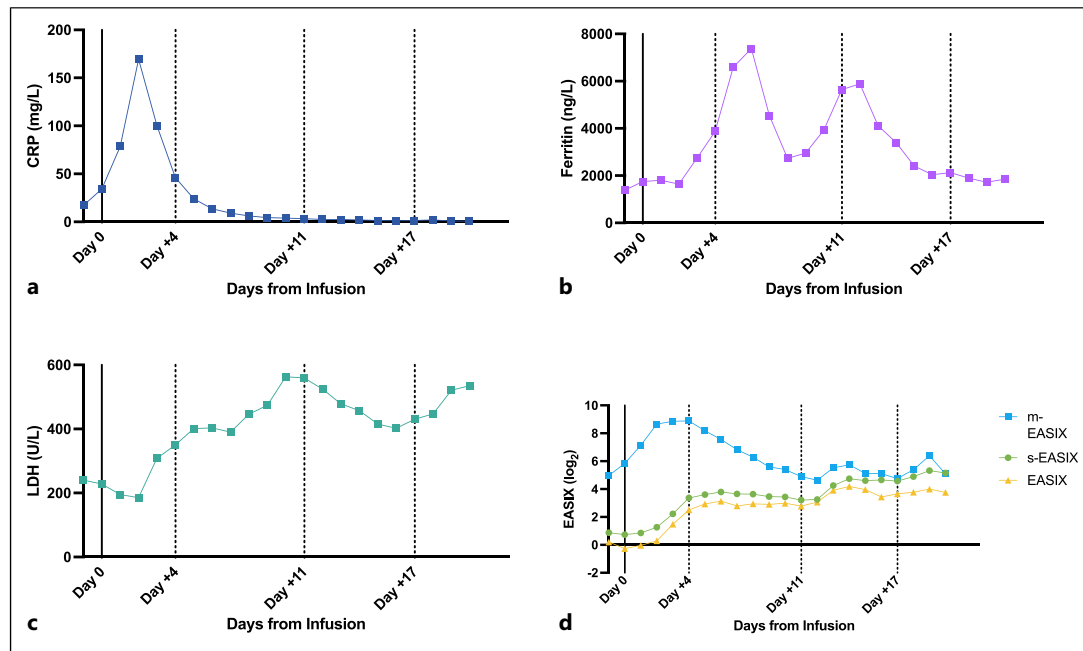 200
150
100
50
0
CRP (mg/L)
Day 0
Day +4
Day +11
Day +17
Days from Infusion
a
8000
6000
4000
2000
0
Ferritin (ng/L)
Day 0
Day +4
Day +11
Day +17
Days from Infusion
b
600
400
200
0
LDH (U/L)
Day 0
Day +4
Day +11
Day +17
Days from Infusion
c
10
8
6
4
2
0
-2
EASIX (log₂)
Day 0
Day +4
Day +11
Day +17
Days from Infusion
m-
EASIX
s-EASIX
EASIX
d